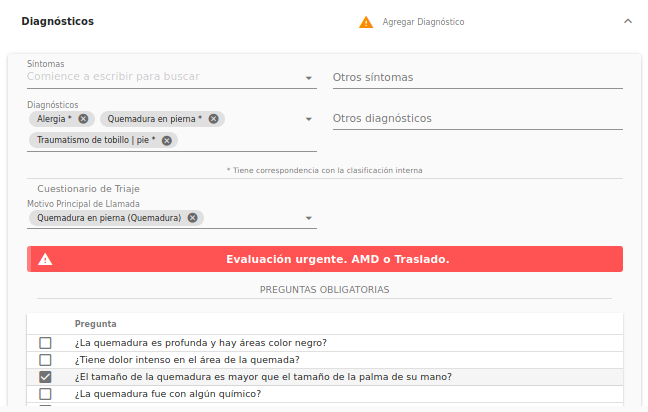 Diagnósticos
Agregar Diagnóstico
Síntomas
Comience a escribir para buscar
Otros síntomas
Diagnósticos
Alergia *
Quemadura en pierna *
Otros diagnósticos
Traumatismo de tobillo | pie *
* Tiene correspondencia con la clasificación interna
Cuestionario de Triaje
Motivo Principal de Llamada
Quemadura en pierna (Quemadura)
Evaluación urgente. AMD o Traslado.
PREGUNTAS OBLIGATORIAS
Pregunta
¿La quemadura es profunda y hay áreas color negro?
¿Tiene dolor intenso en el área de la quemada?
¿El tamaño de la quemadura es mayor que el tamaño de la palma de su mano?
¿La quemadura fue con algún químico?